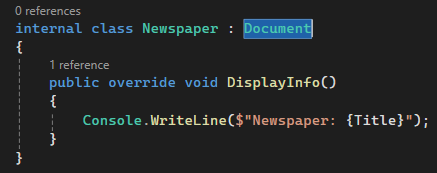 0 references
internal class Newspaper : Document
{
1 reference
public override void DisplayInfo()
{
Console.WriteLine($"Newspaper: {Title}");
}
}